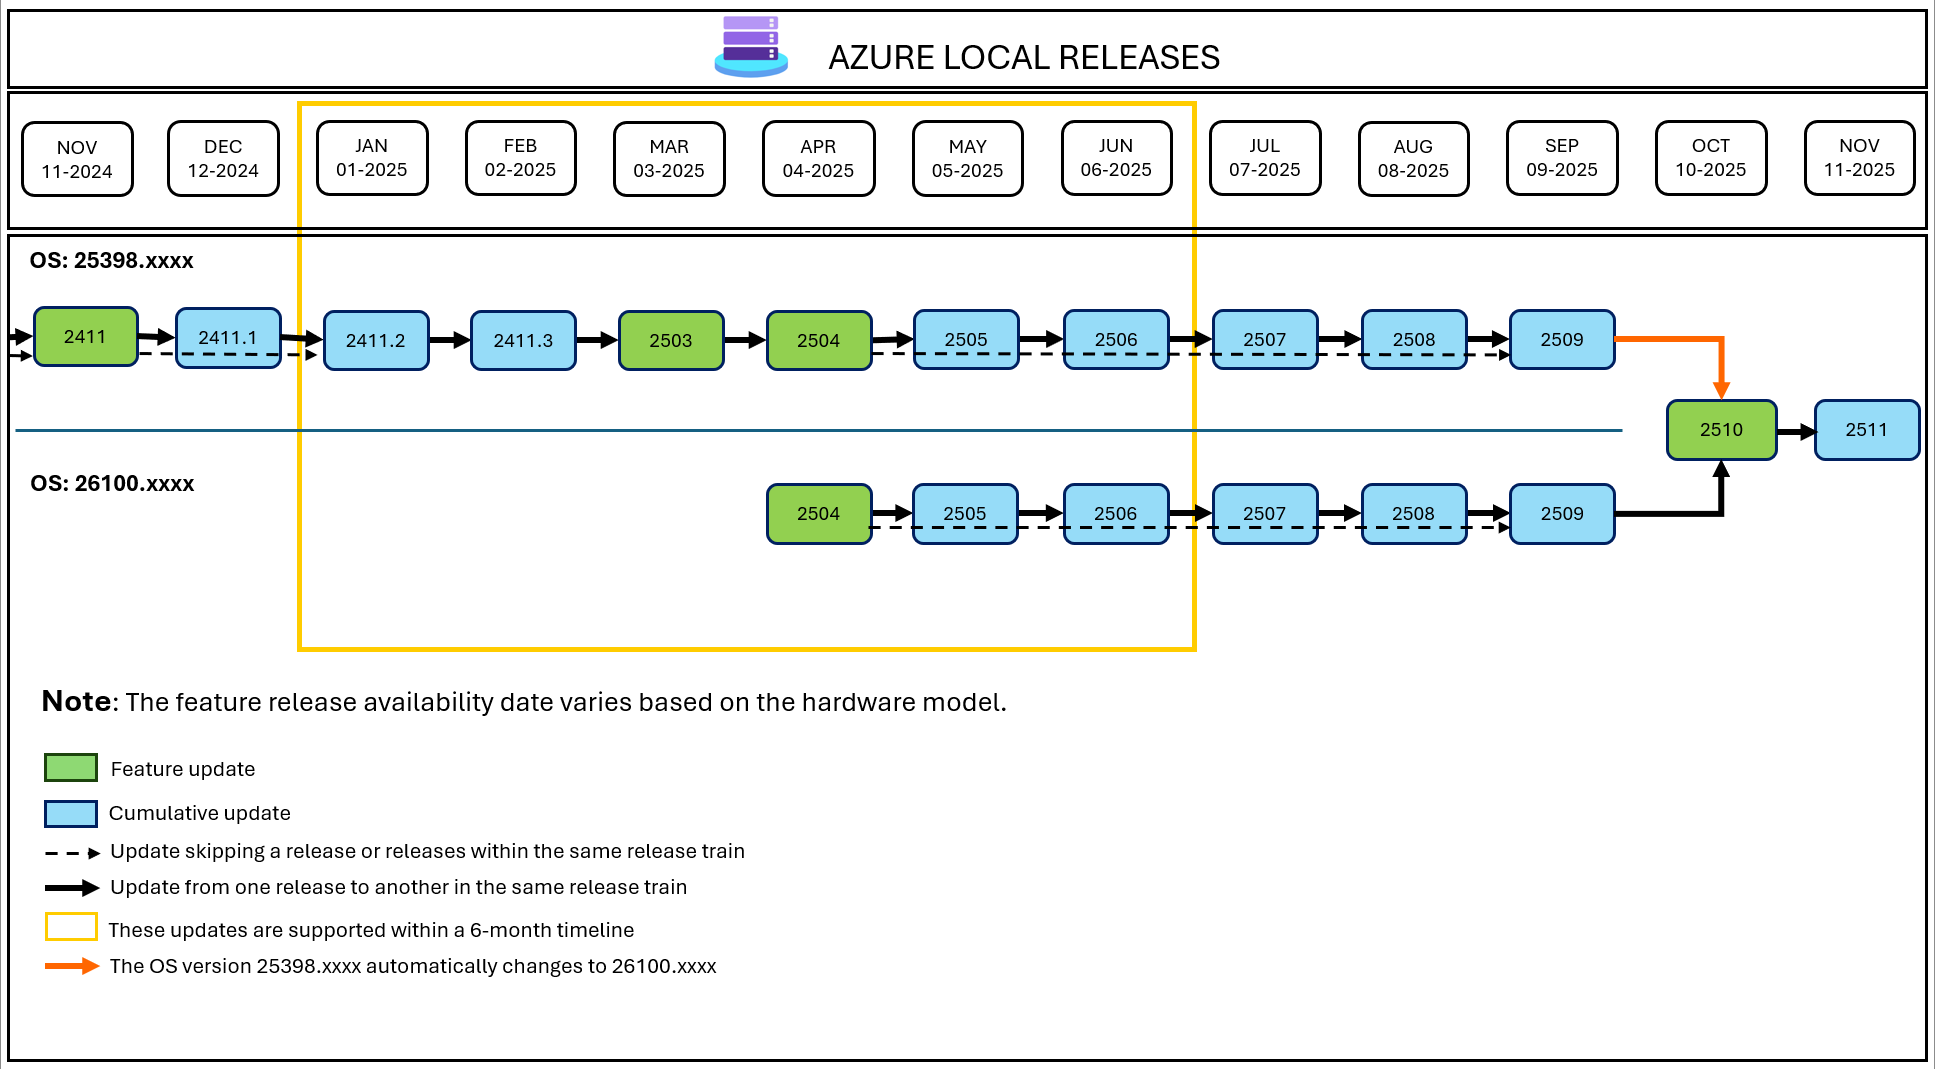 AZURE LOCAL RELEASES
NOV
11-2024
DEC
12-2024
JAN
01-2025
FEB
02-2025
MAR
03-2025
APR
04-2025
MAY
05-2025
JUN
06-2025
JUL
07-2025
AUG
08-2025
SEP
09-2025
OCT
10-2025
NOV
11-2025
OS: 25398.xxxx
2411
2411.1
2411.2
2411.3
2503
2504
2505
2506
2507
2508
2509
2510
2511
OS: 26100.xxxx
2504
2505
2506
2507
2508
2509
Note: The feature release availability date varies based on the hardware model.
Feature update
Cumulative update
Update skipping a release or releases within the same release train
Update from one release to another in the same release train
These updates are supported within a 6-month timeline
The OS version 25398.xxxx automatically changes to 26100.xxxx